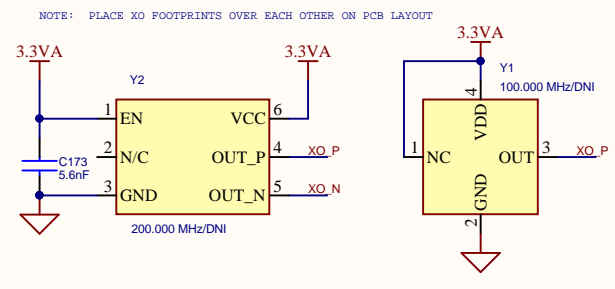 NOTE: PLACE XO FOOTPRINTS OVER EACH OTHER ON PCB LAYOUT
3.3VA
3.3VA
Y2
1
EN
VCC
6
2
N/C
OUT_P
4
XO_P
3
GND
OUT_N
5
XO_N
C173
5.6nF
200.000 MHz/DNI
3.3VA
Y1
100.000 MHz/DNI
4
VDD
1
NC
OUT
3
XO_P
GND
2